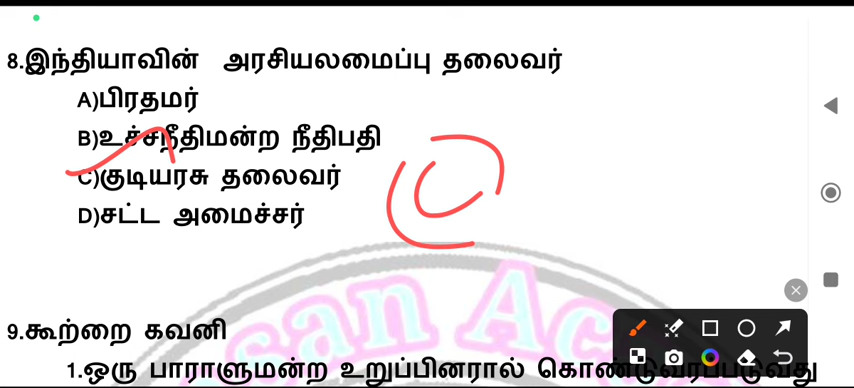 8.இந்தியாவின் அரசியலமைப்பு தலைவர்
A)பிரதமர்
B)உச்சநீதிமன்ற நீதிபதி
C)குடியரசு தலைவர்
D)சட்ட அமைச்சர்
C
9.கூற்றை கவனி
1.ஒரு பாராளுமன்ற உறுப்பினரால் கொண்டுவரப்படுவது